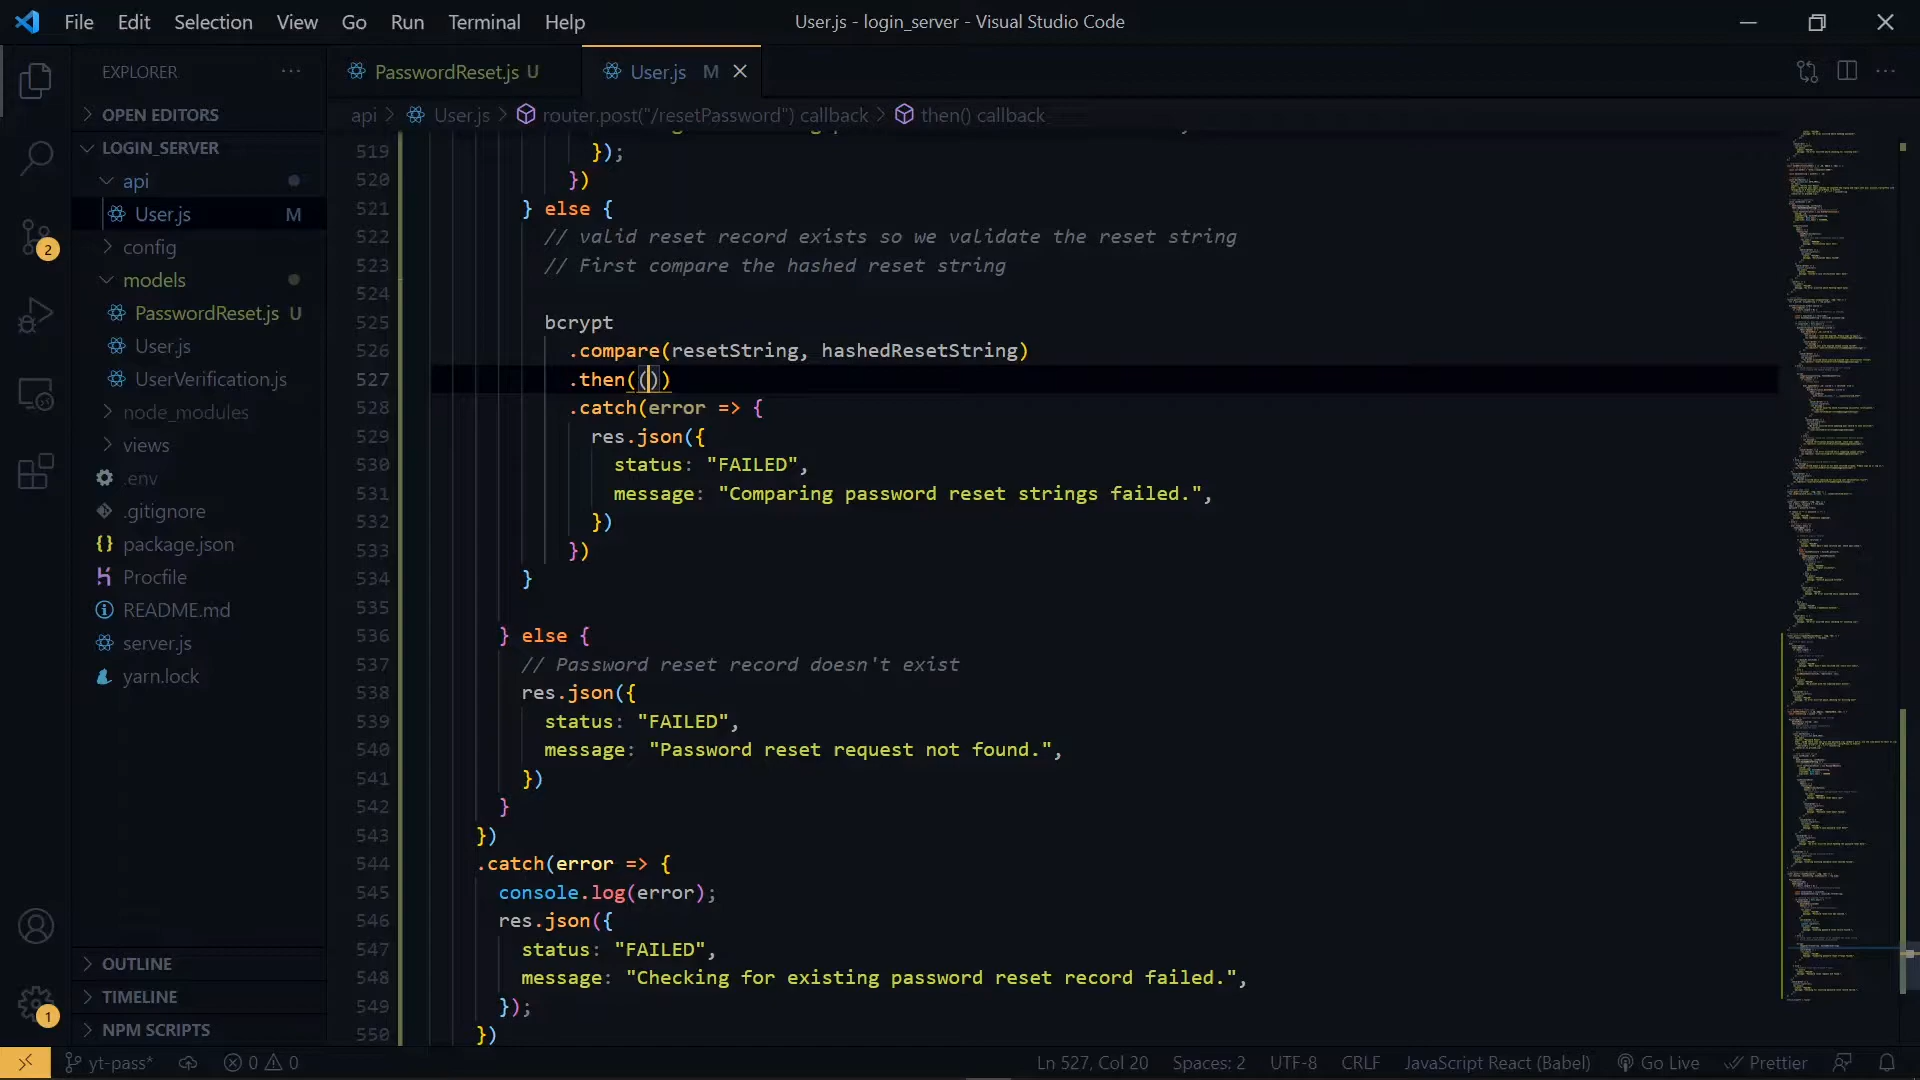 File Edit Selection View Go Run Terminal Help
User.js - login_server - Visual Studio Code
EXPLORER
PasswordReset.js U
User.js M
OPEN EDITORS
api > User.js > router.post("/resetPassword") callback > then() callback
LOGIN_SERVER
api
User.js M
config
models
PasswordReset.js U
User.js
UserVerification.js
node_modules
views
.env
.gitignore
package.json
Procfile
README.md
server.js
yarn.lock
2
1
OUTLINE
TIMELINE
NPM SCRIPTS
519 });
520 })
521 } else {
522 // valid reset record exists so we validate the reset string
523 // First compare the hashed reset string
524
525 bcrypt
526 .compare(resetString, hashedResetString)
527 .then(())
528 .catch(error => {
529 res.json({
530 status: "FAILED",
531 message: "Comparing password reset strings failed.",
532 })
533 })
534 }
535
536 } else {
537 // Password reset record doesn't exist
538 res.json({
539 status: "FAILED",
540 message: "Password reset request not found.",
541 })
542 }
543 })
544 .catch(error => {
545 console.log(error);
546 res.json({
547 status: "FAILED",
548 message: "Checking for existing password reset record failed.",
549 });
550 })
yt-pass* 0 0 Ln 527, Col 20 Spaces: 2 UTF-8 CRLF JavaScript React (Babel) Go Live Prettier